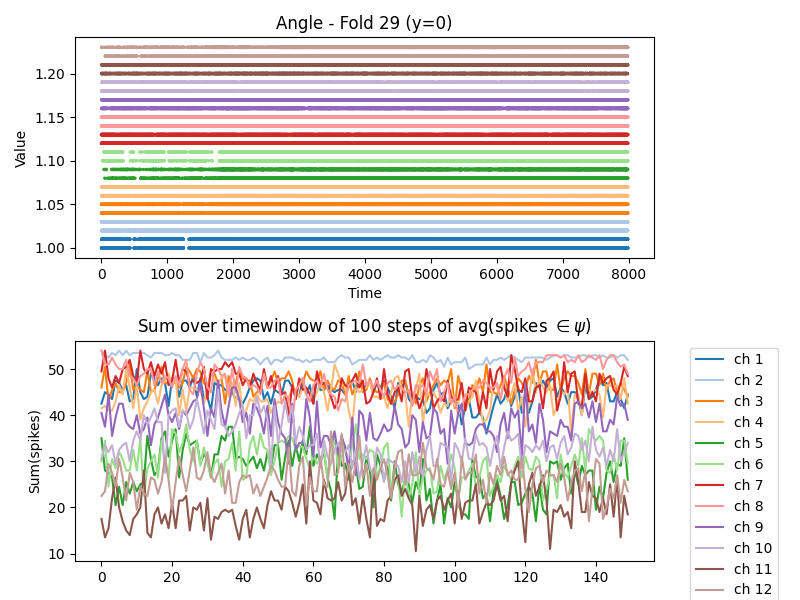 Angle - Fold 29 (y=0)
Value
1.20
1.15
1.10
1.05
1.00
0 1000 2000 3000 4000 5000 6000 7000 8000
Time
Sum over timewindow of 100 steps of avg(spikes ∈ ψ)
Sum(spikes)
50
40
30
20
10
0 20 40 60 80 100 120 140
ch 1
ch 2
ch 3
ch 4
ch 5
ch 6
ch 7
ch 8
ch 9
ch 10
ch 11
ch 12